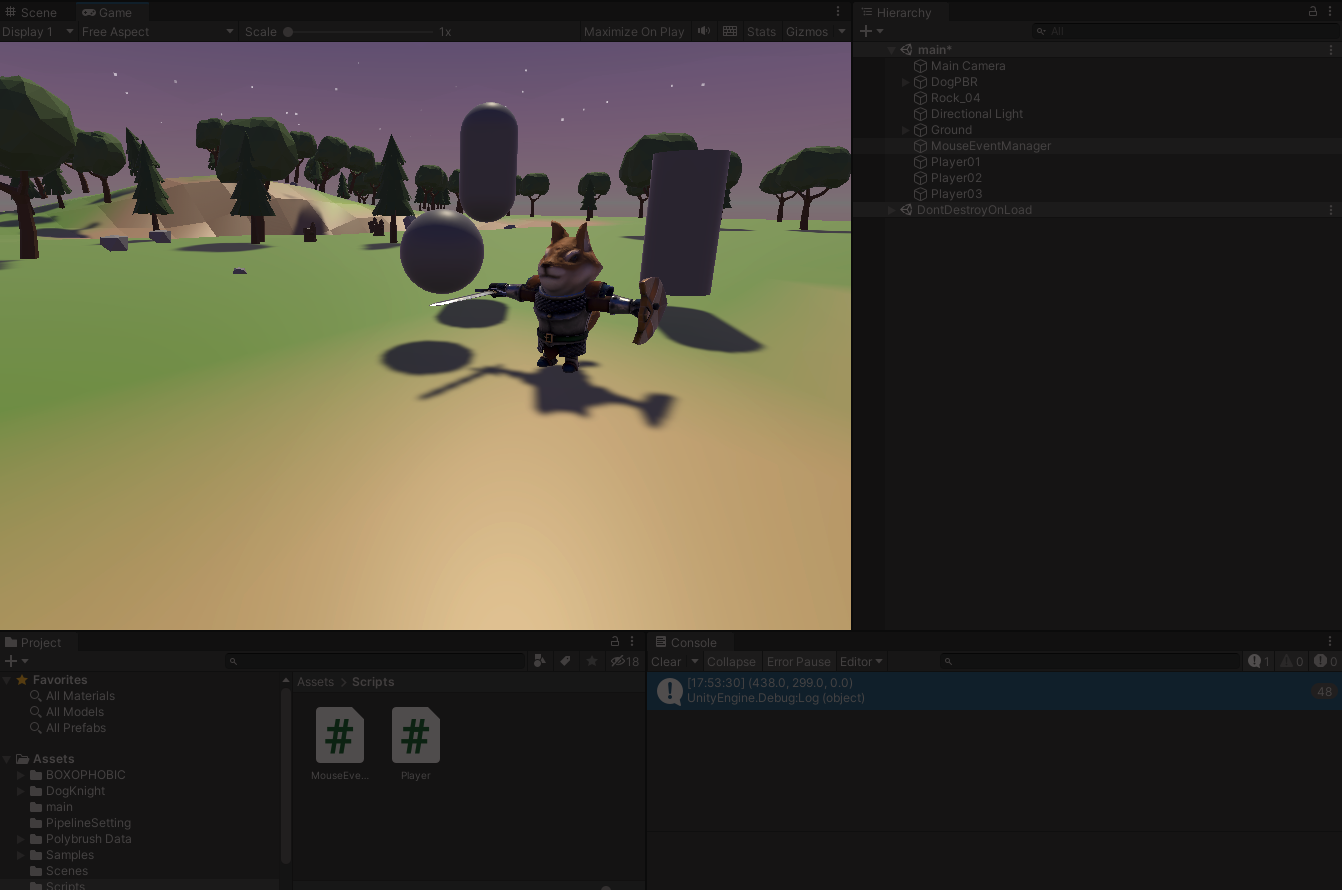 Scene
Game
Display 1
Free Aspect
Scale
1x
Maximize On Play
Stats
Gizmos
Hierarchy
All
main*
Main Camera
DogPBR
Rock_04
Directional Light
Ground
MouseEventManager
Player01
Player02
Player03
DontDestroyOnLoad
Project
18
Favorites
All Materials
All Models
All Prefabs
Assets
BOXOPHOBIC
DogKnight
main
PipelineSetting
Polybrush Data
Samples
Scenes
Scripts
Assets > Scripts
MouseEve...
Player
Console
Clear
Collapse
Error Pause
Editor
1
0
0
[17:53:30] (438.0, 299.0, 0.0)
UnityEngine.Debug:Log (object)
48